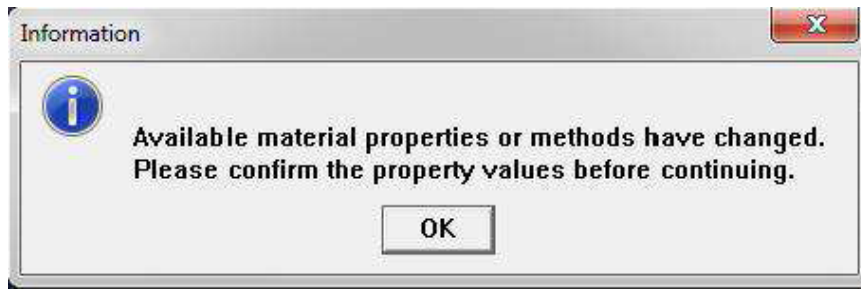 Information
Available material properties or methods have changed.
Please confirm the property values before continuing.
OK